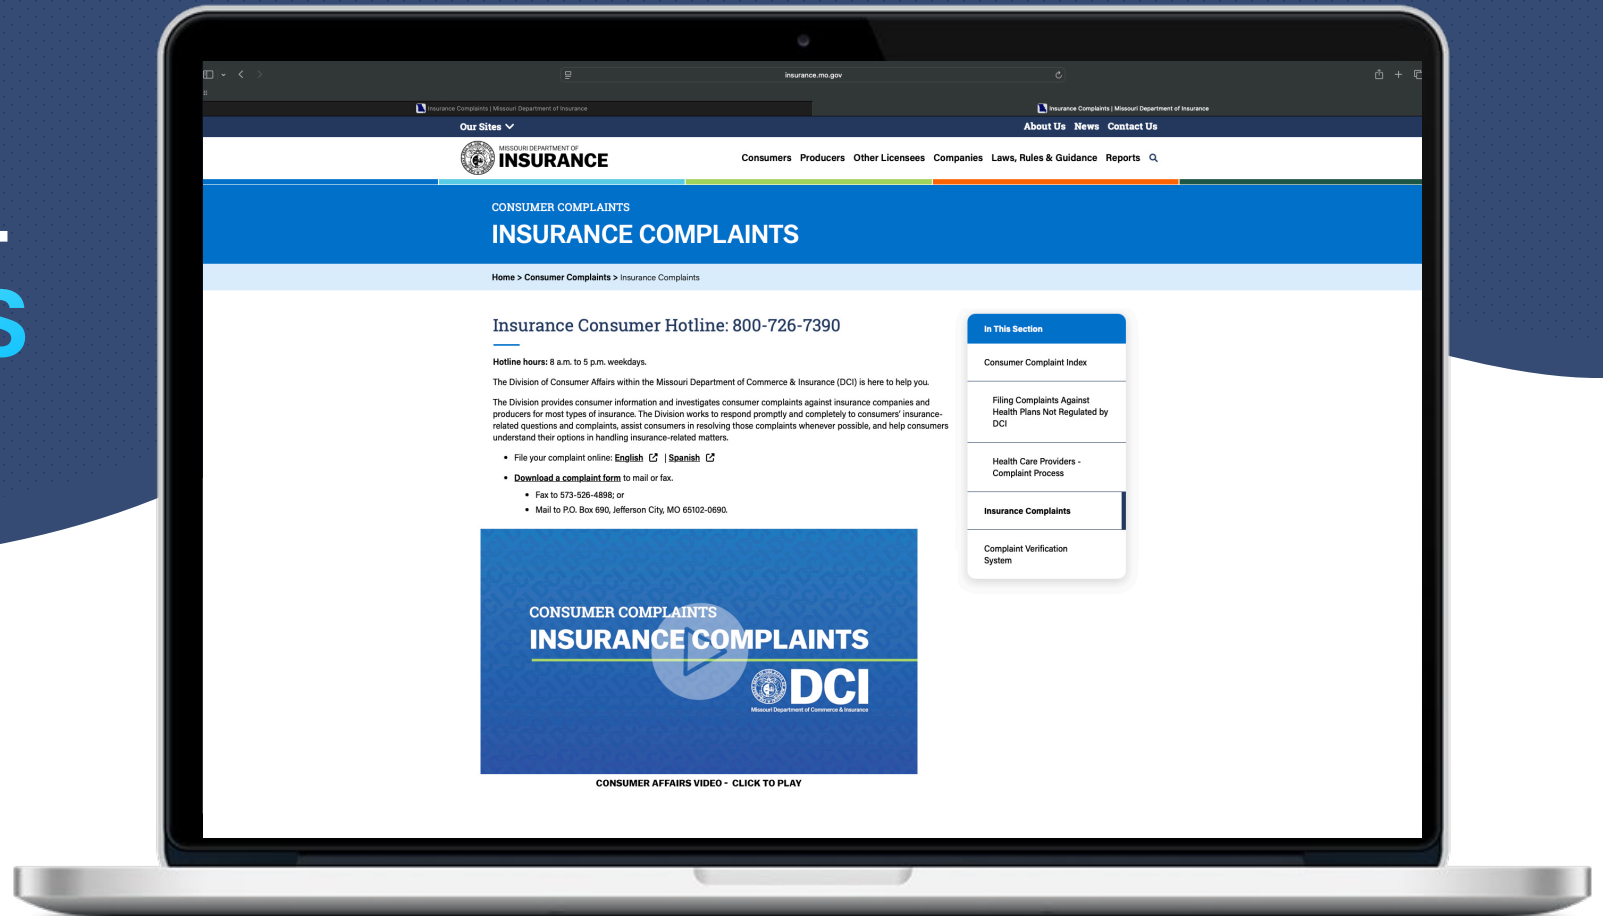 S
insurance.mo.gov
Insurance Complaints | Missouri Department of Insurance
Insurance Complaints | Missouri Department of Insurance
Our Sites
About Us News Contact Us
MISSOURI DEPARTMENT OF
INSURANCE
Consumers Producers Other Licensees Companies Laws, Rules & Guidance Reports
CONSUMER COMPLAINTS
INSURANCE COMPLAINTS
Home > Consumer Complaints > Insurance Complaints
Insurance Consumer Hotline: 800-726-7390
Hotline hours: 8 a.m. to 5 p.m. weekdays.
The Division of Consumer Affairs within the Missouri Department of Commerce & Insurance (DCI) is here to help you.
The Division provides consumer information and investigates consumer complaints against insurance companies and
producers for most types of insurance. The Division works to respond promptly and completely to consumers' insurance-
related questions and complaints, assist consumers in resolving those complaints whenever possible, and help consumers
understand their options in handling insurance-related matters.
• File your complaint online: English | Spanish
• Download a complaint form to mail or fax.
• Fax to 573-526-4898; or
• Mail to P.O. Box 690, Jefferson City, MO 65102-0690.
In This Section
Consumer Complaint Index
Filing Complaints Against
Health Plans Not Regulated by
DCI
Health Care Providers -
Complaint Process
Insurance Complaints
Complaint Verification
System
CONSUMER COMPLAINTS
INSURANCE COMPLAINTS
DCI
Missouri Department of Commerce & Insurance
CONSUMER AFFAIRS VIDEO - CLICK TO PLAY